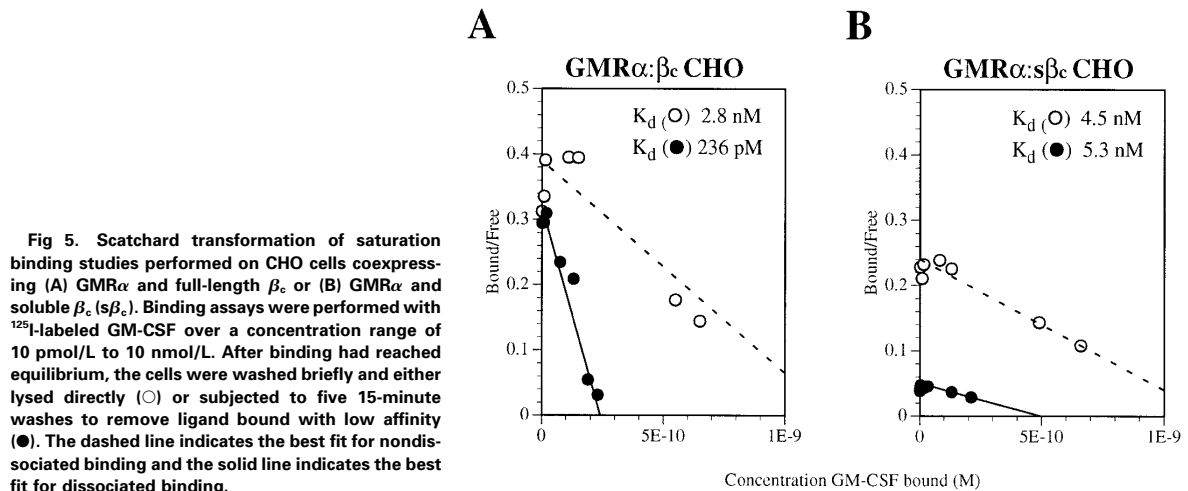 A
B
GMRα:βc CHO
GMRα:sβc CHO
0.5
0.4
0.3
0.2
0.1
0
Bound/Free
Kd (○) 2.8 nM
Kd (●) 236 pM
0
5E-10
1E-9
0.5
0.4
0.3
0.2
0.1
0
Bound/Free
Kd (○) 4.5 nM
Kd (●) 5.3 nM
0
5E-10
1E-9
Concentration GM-CSF bound (M)
Fig 5. Scatchard transformation of saturation
binding studies performed on CHO cells coexpress-
ing (A) GMRα and full-length βc or (B) GMRα and
soluble βc (sβc). Binding assays were performed with
¹²⁵I-labeled GM-CSF over a concentration range of
10 pmol/L to 10 nmol/L. After binding had reached
equilibrium, the cells were washed briefly and either
lysed directly (○) or subjected to five 15-minute
washes to remove ligand bound with low affinity
(●). The dashed line indicates the best fit for nondis-
sociated binding and the solid line indicates the best
fit for dissociated binding.